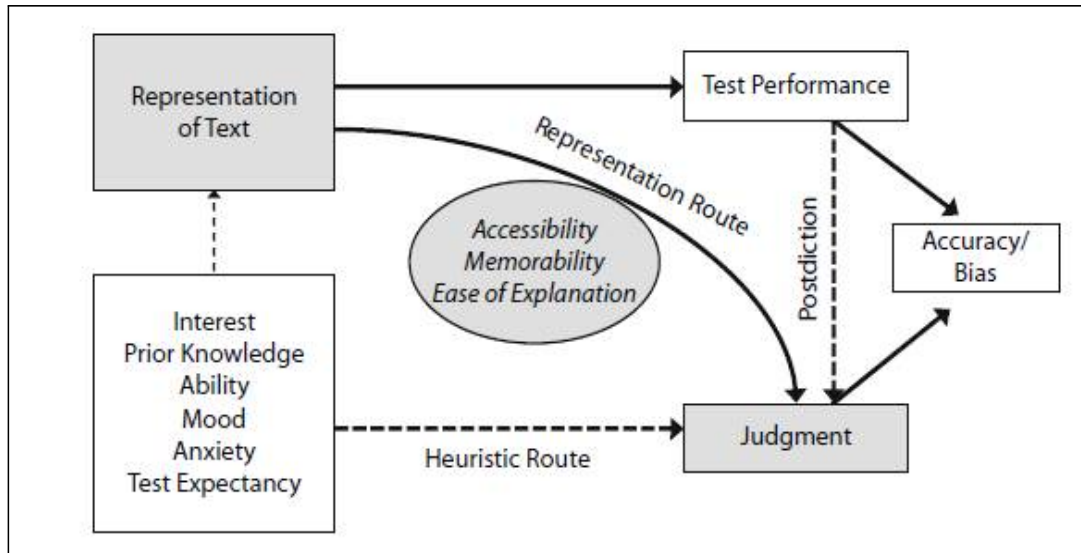 Representation
of Text
Test Performance
Representation Route
Accessibility
Memorability
Ease of Explanation
Postdiction
Accuracy/
Bias
Interest
Prior Knowledge
Ability
Mood
Anxiety
Test Expectancy
Heuristic Route
Judgment